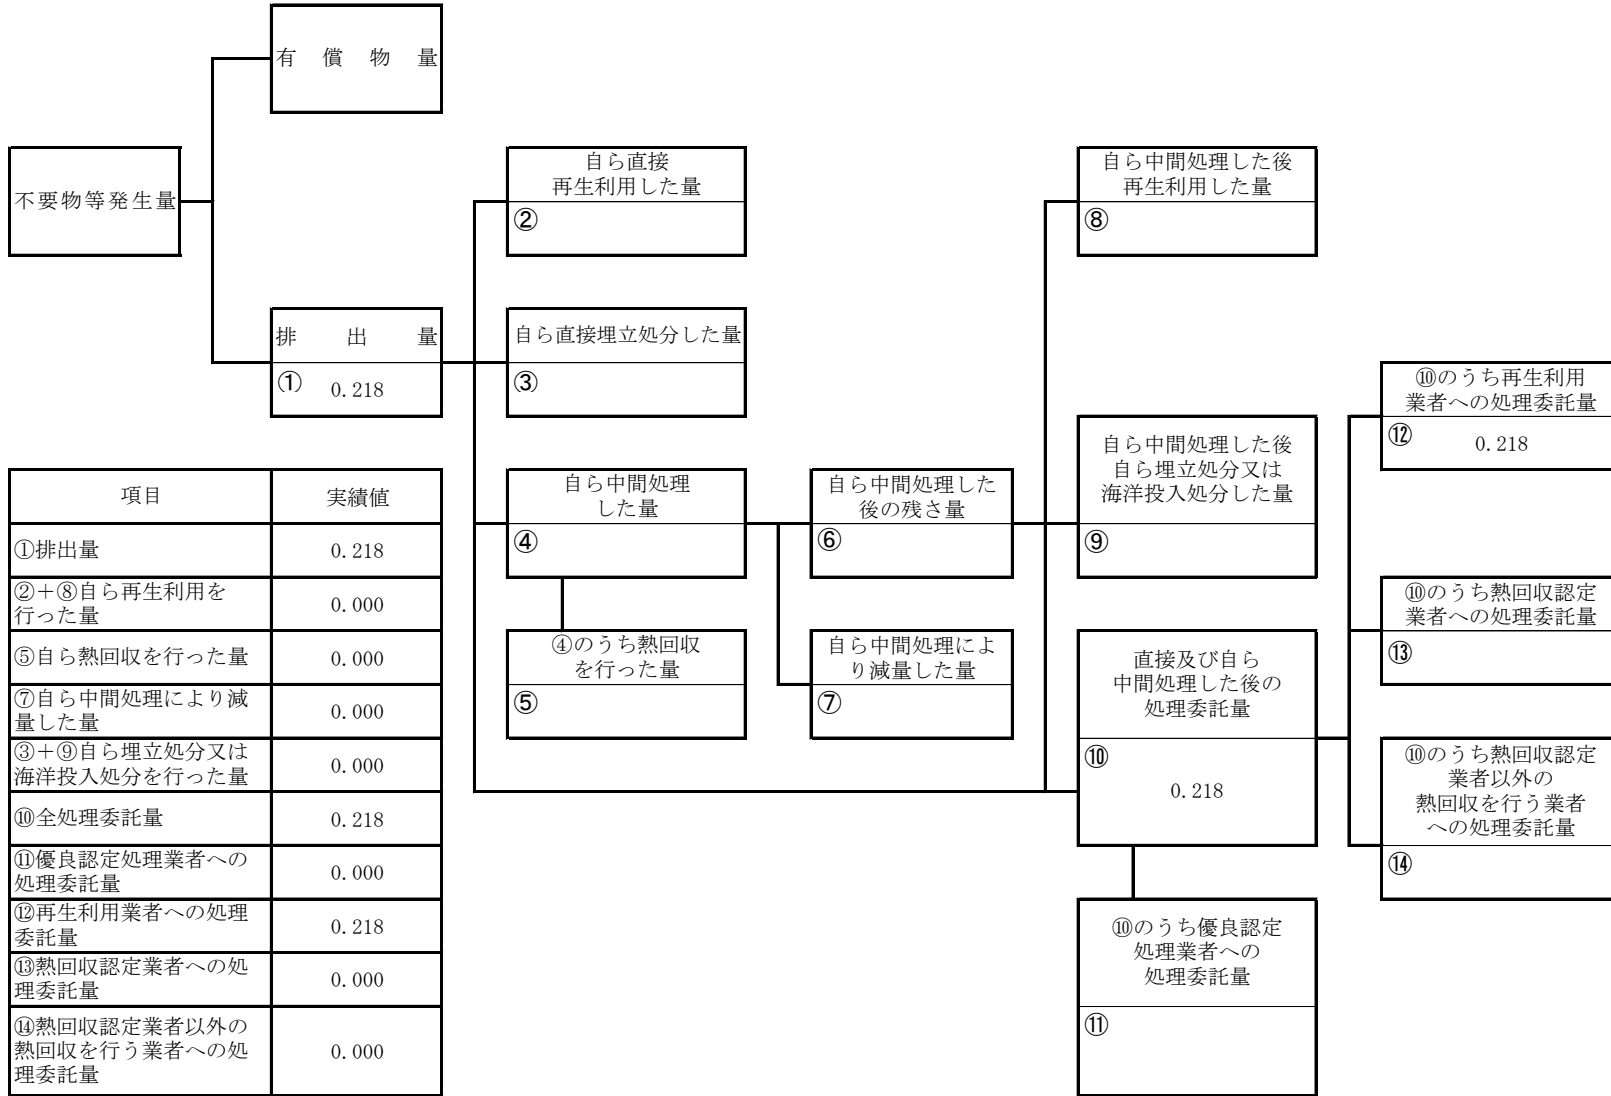 有償物量
不要物等発生量
排出量
① 0.218
自ら直接
再生利用した量
②
自ら直接埋立処分した量
③
自ら中間処理
した量
④
④のうち熱回収
を行った量
⑤
自ら中間処理した
後の残さ量
⑥
自ら中間処理によ
り減量した量
⑦
自ら中間処理した後
再生利用した量
⑧
自ら中間処理した後
自ら埋立処分又は
海洋投入処分した量
⑨
直接及び自ら
中間処理した後の
処理委託量
⑩
0.218
⑩のうち優良認定
処理業者への
処理委託量
⑪
⑩のうち再生利用
業者への処理委託量
⑫ 0.218
⑩のうち熱回収認定
業者への処理委託量
⑬
⑩のうち熱回収認定
業者以外の
熱回収を行う業者
への処理委託量
⑭
項目 実績値
①排出量 0.218
②＋⑧自ら再生利用を
行った量 0.000
⑤自ら熱回収を行った量 0.000
⑦自ら中間処理により減
量した量 0.000
③＋⑨自ら埋立処分又は
海洋投入処分を行った量 0.000
⑩全処理委託量 0.218
⑪優良認定処理業者への
処理委託量 0.000
⑫再生利用業者への処理
委託量 0.218
⑬熱回収認定業者への処
理委託量 0.000
⑭熱回収認定業者以外の
熱回収を行う業者への処
理委託量 0.000